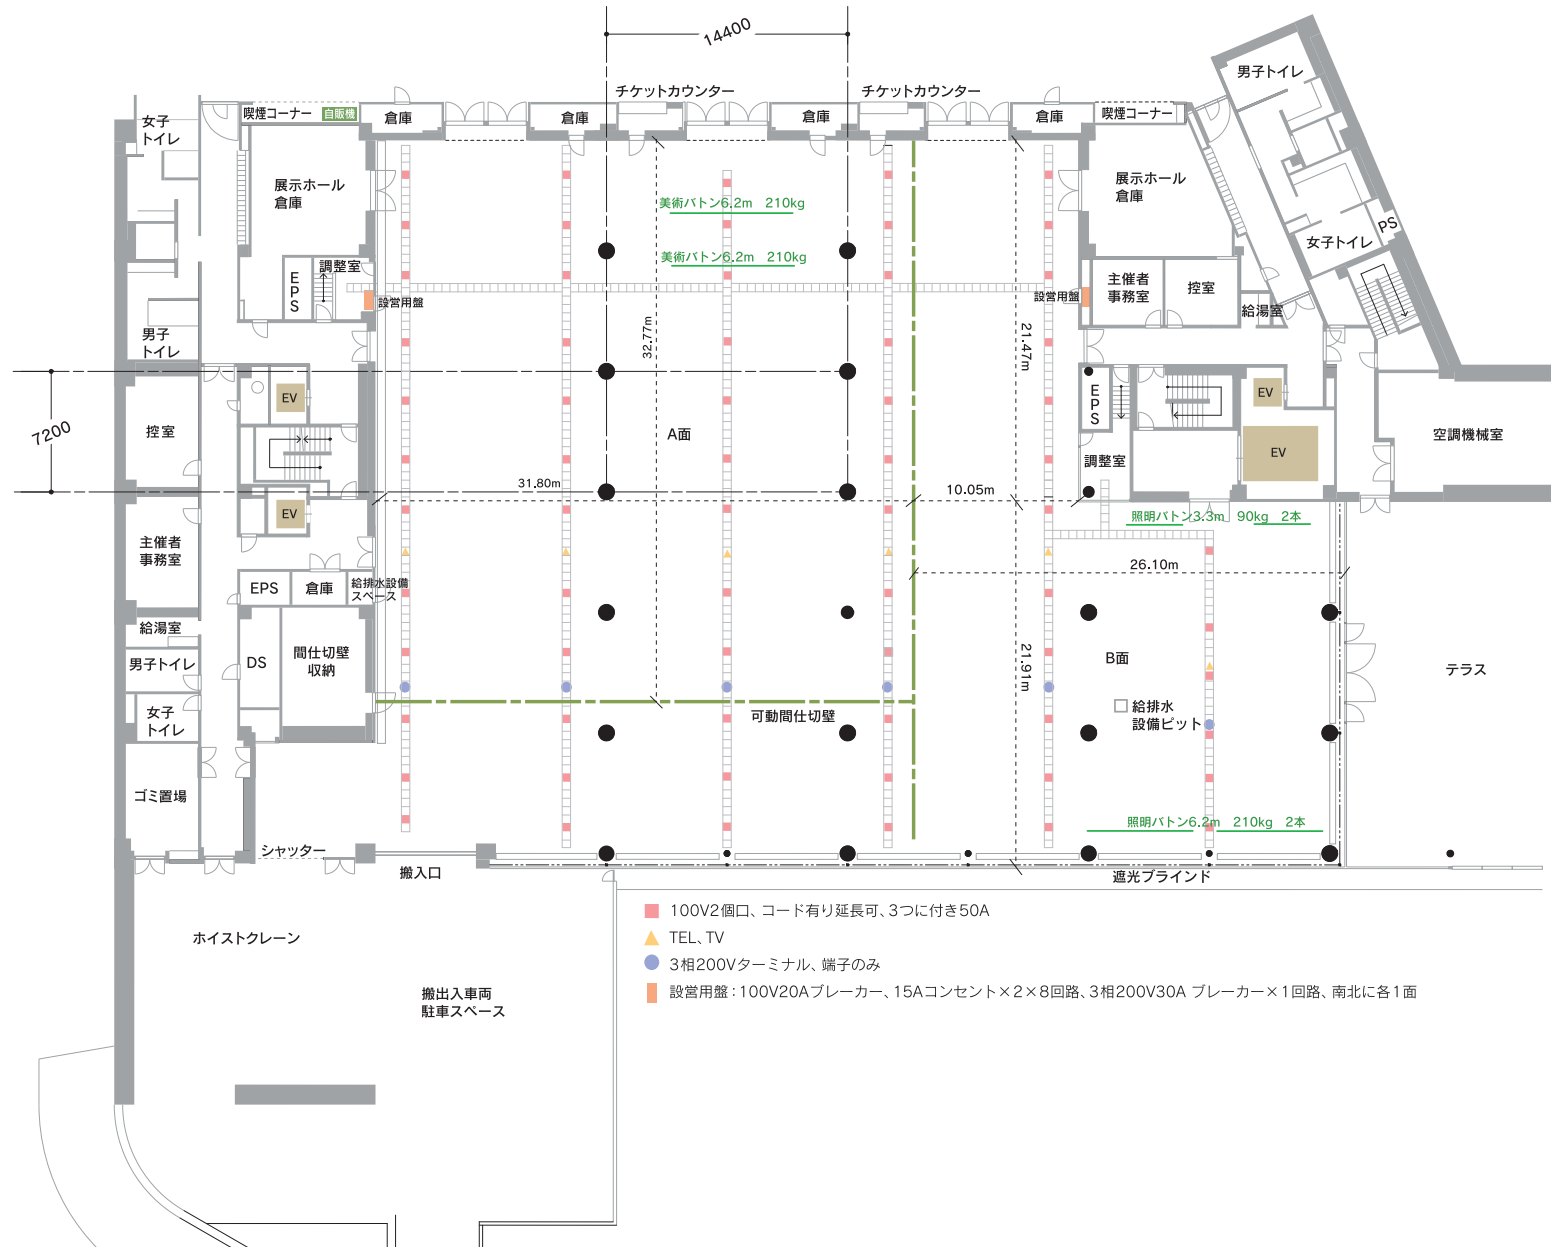 14400
チケットカウンター
チケットカウンター
男子トイレ
喫煙コーナー
自販機
倉庫
倉庫
倉庫
倉庫
喫煙コーナー
女子
トイレ
展示ホール
倉庫
展示ホール
倉庫
美術バトン6.2m 210kg
美術バトン6.2m 210kg
女子トイレ
PS
調整室
EPS
設営用盤
設営用盤
主催者
事務室
控室
給湯室
男子
トイレ
32.77m
21.47m
7200
EV
EV
EPS
控室
A面
空調機械室
EV
調整室
31.80m
10.05m
EV
照明バトン3.3m 90kg 2本
主催者
事務室
26.10m
EPS
倉庫
給排水設備
スペース
給湯室
男子トイレ
DS
間仕切壁
収納
21.91m
B面
テラス
女子
トイレ
可動間仕切壁
給排水
設備ピット
ゴミ置場
照明バトン6.2m 210kg 2本
シャッター
搬入口
遮光ブラインド
100V2個口、コード有り延長可、3つに付き50A
ホイストクレーン
TEL、TV
3相200Vターミナル、端子のみ
設営用盤：100V20Aブレーカー、15Aコンセント×2×8回路、3相200V30A ブレーカー×1回路、南北に各1面
搬出入車両
駐車スペース